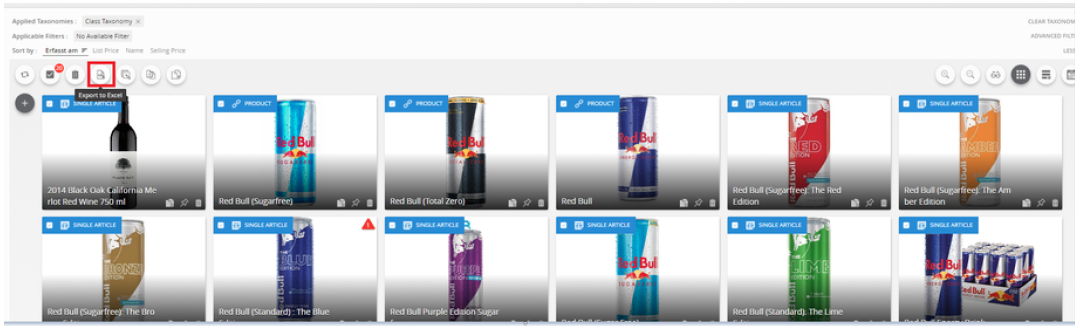 Applied Taxonomies : Class Taxonomy ×
CLEAR TAXONOM
Applicable Filters : No Available Filter
ADVANCED FILT
Sort by : Erfasst am List Price Name Selling Price
LESS
20
Export to Excel
SINGLE ARTICLE
PRODUCT
PRODUCT
PRODUCT
SINGLE ARTICLE
SINGLE ARTICLE
2014 Black Oak California Me
rlot Red Wine 750 ml
Red Bull (Sugarfree)
Red Bull (Total Zero)
Red Bull
Red Bull (Sugarfree): The Red
Edition
Red Bull (Sugarfree): The Am
ber Edition
SINGLE ARTICLE
SINGLE ARTICLE
SINGLE ARTICLE
SINGLE ARTICLE
SINGLE ARTICLE
SINGLE ARTICLE
Red Bull (Sugarfree): The Bro
Red Bull (Standard) : The Blue
Red Bull Purple Edition Sugar
Red Bull (Standard): The Lime